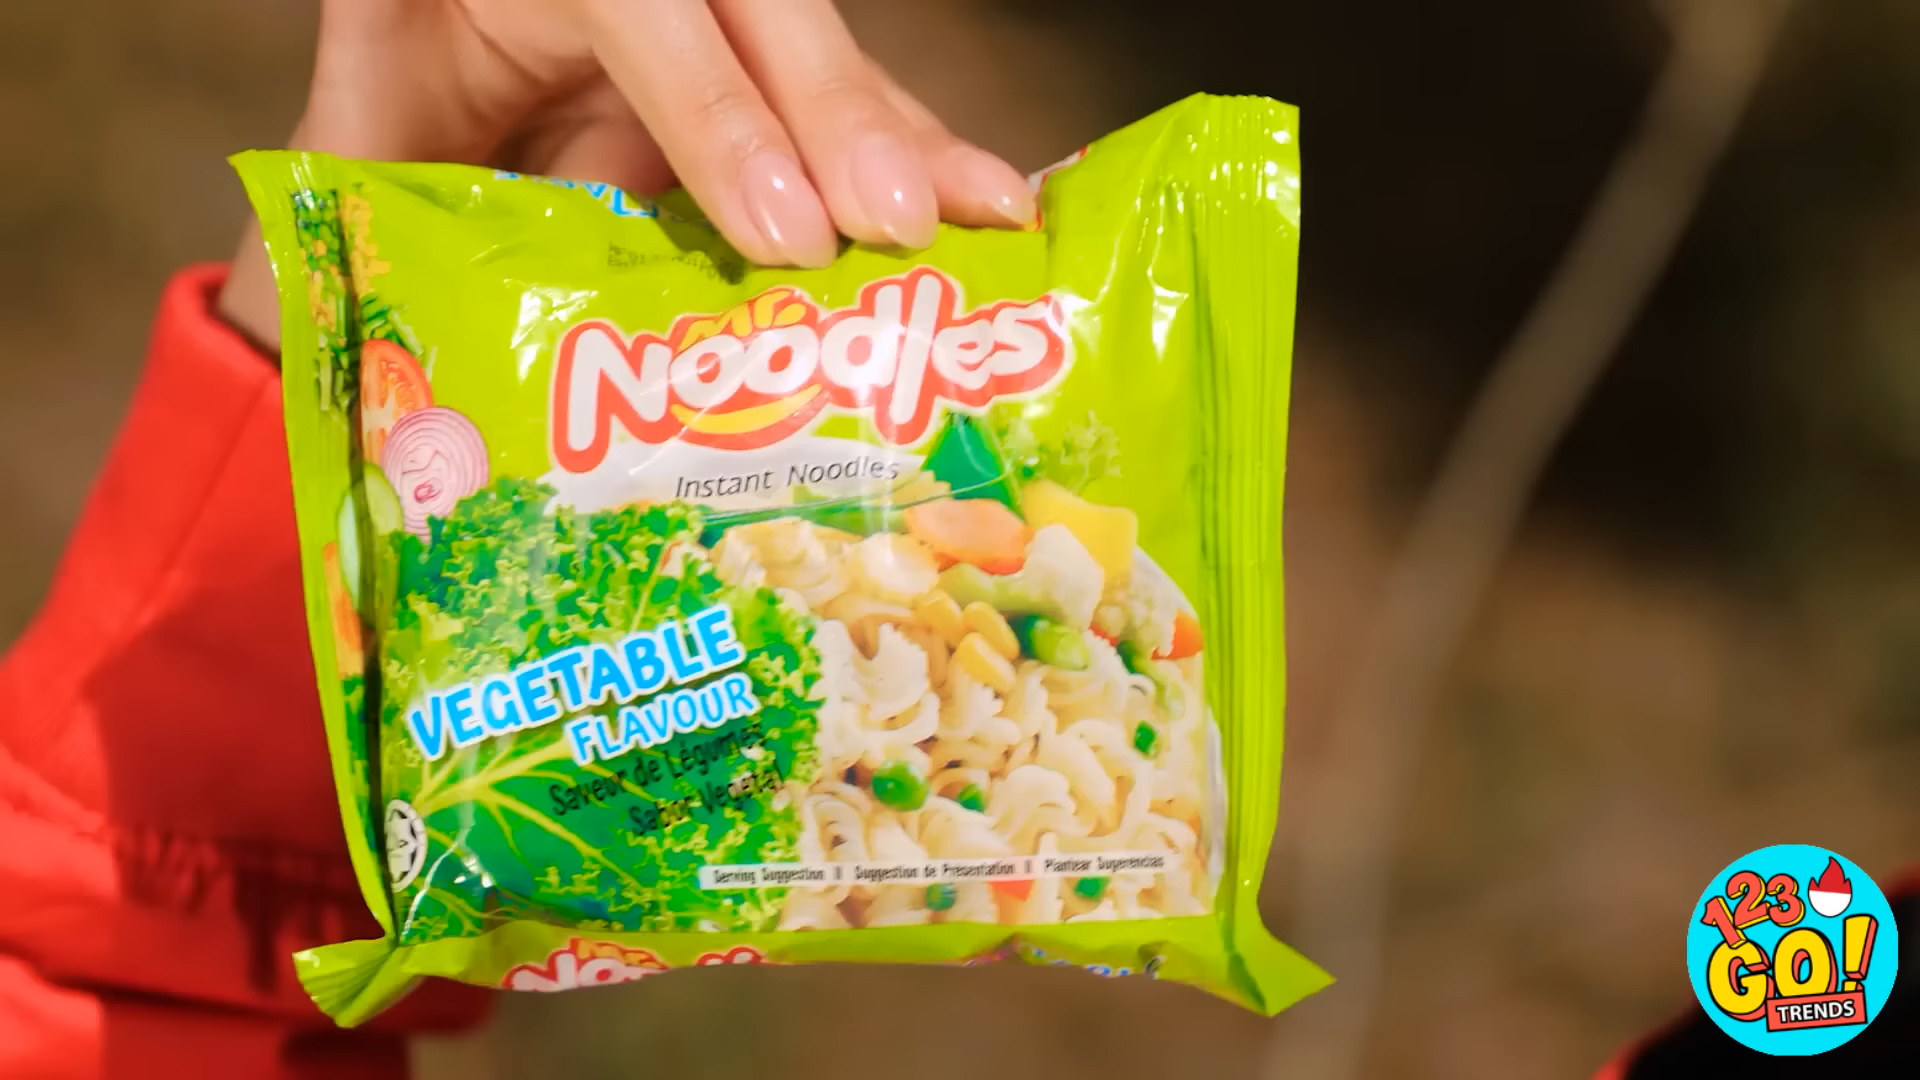 Mr.
Noodles
Instant Noodles
VEGETABLE
FLAVOUR
Saveur de Légumes
Sabor Vegetal
Serving Suggestion || Suggestion de Présentation || Plantear Sugerencias
Mr.
123
GO!
TRENDS